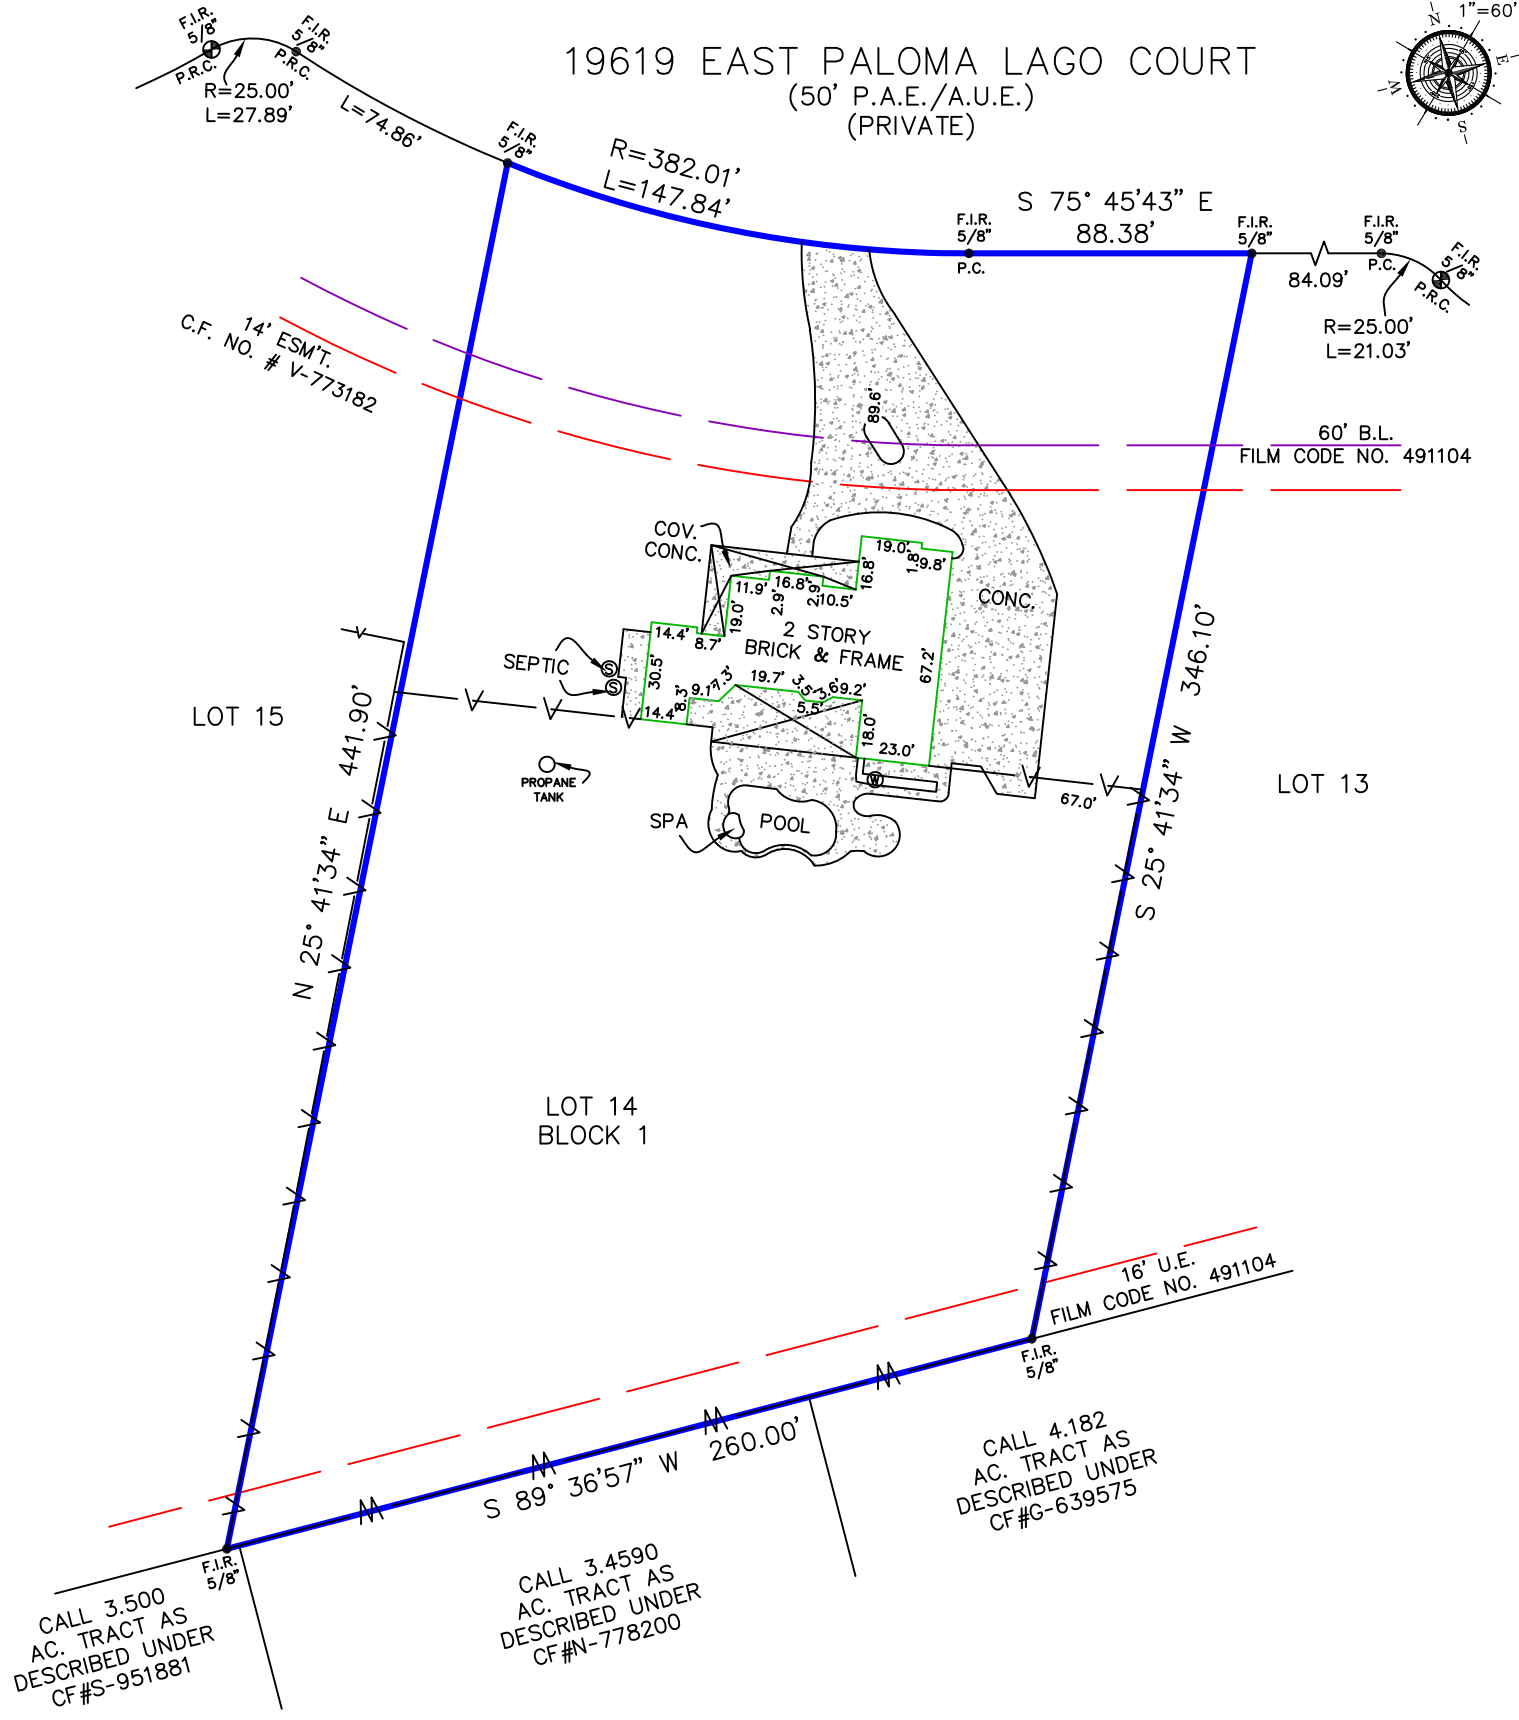 1"=60'
N
E
S
W
19619 EAST PALOMA LAGO COURT
(50' P.A.E./A.U.E.)
(PRIVATE)
F.I.R.
5/8"
P.R.C.
F.I.R.
5/8"
P.R.C.
R=25.00'
L=27.89'
L=74.86'
F.I.R.
5/8"
R=382.01'
L=147.84'
F.I.R.
5/8"
P.C.
S 75° 45'43" E
88.38'
F.I.R.
5/8"
84.09'
F.I.R.
5/8"
P.C.
F.I.R.
5/8"
P.R.C.
R=25.00'
L=21.03'
14' ESM'T.
C.F. NO. # V-773182
60' B.L.
FILM CODE NO. 491104
89.6'
COV.
CONC.
19.0'
1.8'
9.8'
16.8'
11.9'
16.8'
2.9'
2.9'
10.5'
19.0'
CONC.
2 STORY
BRICK & FRAME
14.4'
8.7'
30.5'
67.2'
SEPTIC
S
S
8.3'
9.1'
7.3'
19.7'
3.5'
5.5'
3.6'
9.2'
14.4'
18.0'
23.0'
W
67.0'
PROPANE
TANK
SPA
POOL
LOT 15
LOT 13
N 25° 41'34" E 441.90'
S 25° 41'34" W 346.10'
LOT 14
BLOCK 1
16' U.E.
FILM CODE NO. 491104
F.I.R.
5/8"
S 89° 36'57" W 260.00'
F.I.R.
5/8"
CALL 4.182
AC. TRACT AS
DESCRIBED UNDER
CF#G-639575
CALL 3.4590
AC. TRACT AS
DESCRIBED UNDER
CF#N-778200
CALL 3.500
AC. TRACT AS
DESCRIBED UNDER
CF#S-951881